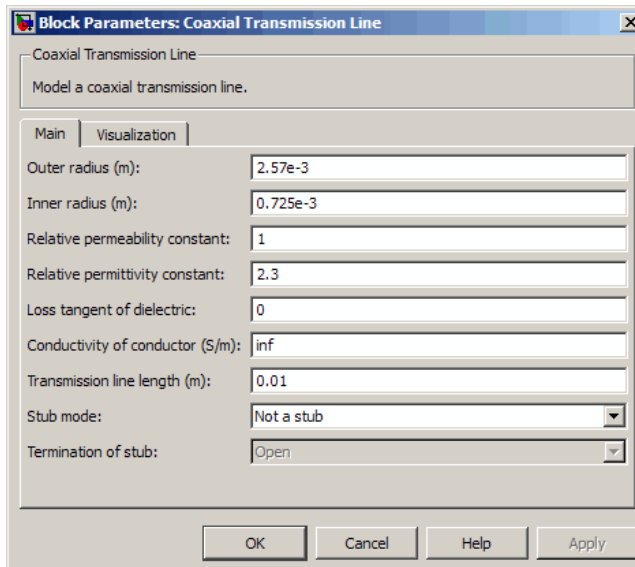 Block Parameters: Coaxial Transmission Line
Coaxial Transmission Line
Model a coaxial transmission line.
Main Visualization
Outer radius (m): 2.57e-3
Inner radius (m): 0.725e-3
Relative permeability constant: 1
Relative permittivity constant: 2.3
Loss tangent of dielectric: 0
Conductivity of conductor (S/m): inf
Transmission line length (m): 0.01
Stub mode: Not a stub
Termination of stub: Open
OK Cancel Help Apply